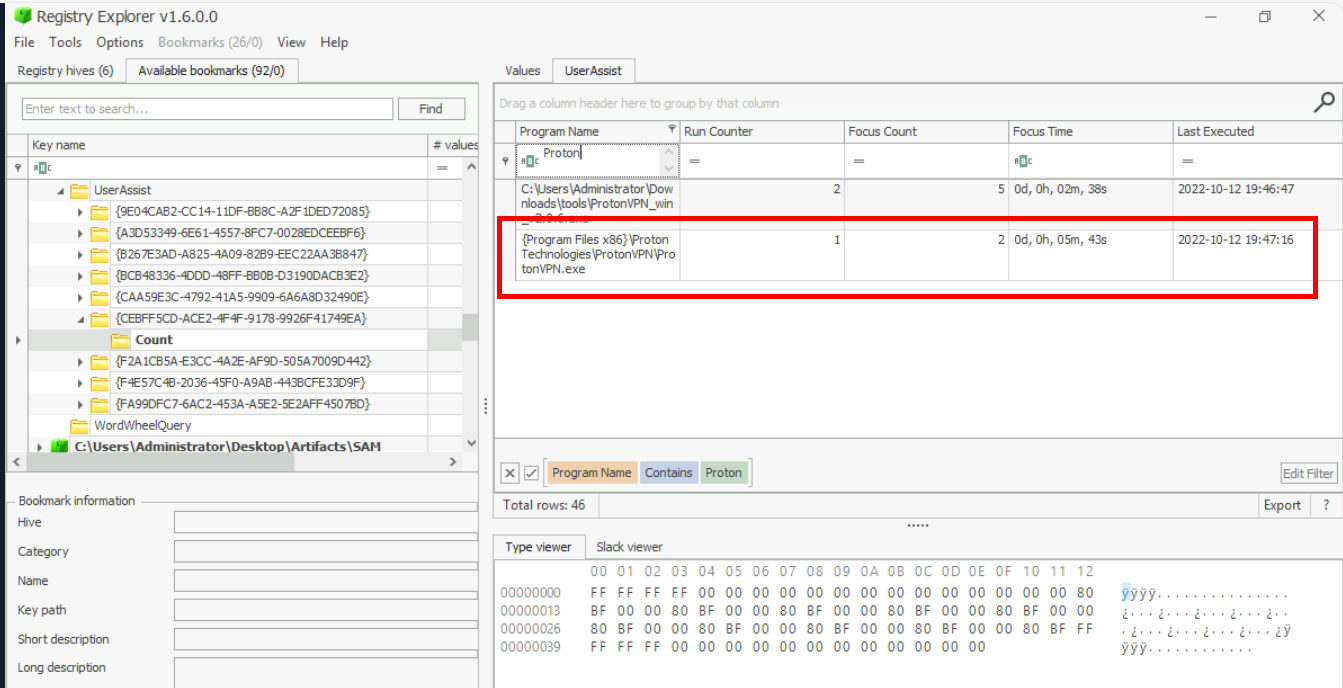 Registry Explorer v1.6.0.0
File Tools Options Bookmarks (26/0) View Help
Registry hives (6) Available bookmarks (92/0)
Enter text to search... Find
Key name # values
=
UserAssist
{9E04CAB2-CC14-11DF-BB8C-A2F1DED72085}
{A3D53349-6E61-4557-8FC7-0028EDCEEBF6}
{B267E3AD-A825-4A09-82B9-EEC22AA3B847}
{BCB48336-4DDD-48FF-BB0B-D3190DACB3E2}
{CAA59E3C-4792-41A5-9909-6A6A8D32490E}
{CEBFF5CD-ACE2-4F4F-9178-9926F41749EA}
Count
{F2A1CB5A-E3CC-4A2E-AF9D-505A7009D442}
{F4E57C4B-2036-45F0-A9AB-443BCFE33D9F}
{FA99DFC7-6AC2-453A-A5E2-5E2AFF4507BD}
WordWheelQuery
C:\Users\Administrator\Desktop\Artifacts\SAM
Bookmark information
Hive
Category
Name
Key path
Short description
Long description
Values UserAssist
Drag a column header here to group by that column
Program Name Run Counter Focus Count Focus Time Last Executed
Proton = = =
C:\Users\Administrator\Dow 2 5 0d, 0h, 02m, 38s 2022-10-12 19:46:47
nloads\tools\ProtonVPN_win
_v2.0.6.exe
{Program Files x86}\Proton 1 2 0d, 0h, 05m, 43s 2022-10-12 19:47:16
Technologies\ProtonVPN\Pro
tonVPN.exe
Program Name Contains Proton Edit Filter
Total rows: 46 Export ?
Type viewer Slack viewer
00 01 02 03 04 05 06 07 08 09 0A 0B 0C 0D 0E 0F 10 11 12
00000000 FF FF FF FF 00 00 00 00 00 00 00 00 00 00 00 00 00 00 80 ÿÿÿÿ...............
00000013 BF 00 00 80 BF 00 00 80 BF 00 00 80 BF 00 00 80 BF 00 00 ¿...¿...¿...¿...¿..
00000026 80 BF 00 00 80 BF 00 00 80 BF 00 00 80 BF 00 00 80 BF FF .¿...¿...¿...¿...¿ÿ
00000039 FF FF FF 00 00 00 00 00 00 00 00 00 00 00 00 ÿÿÿ............